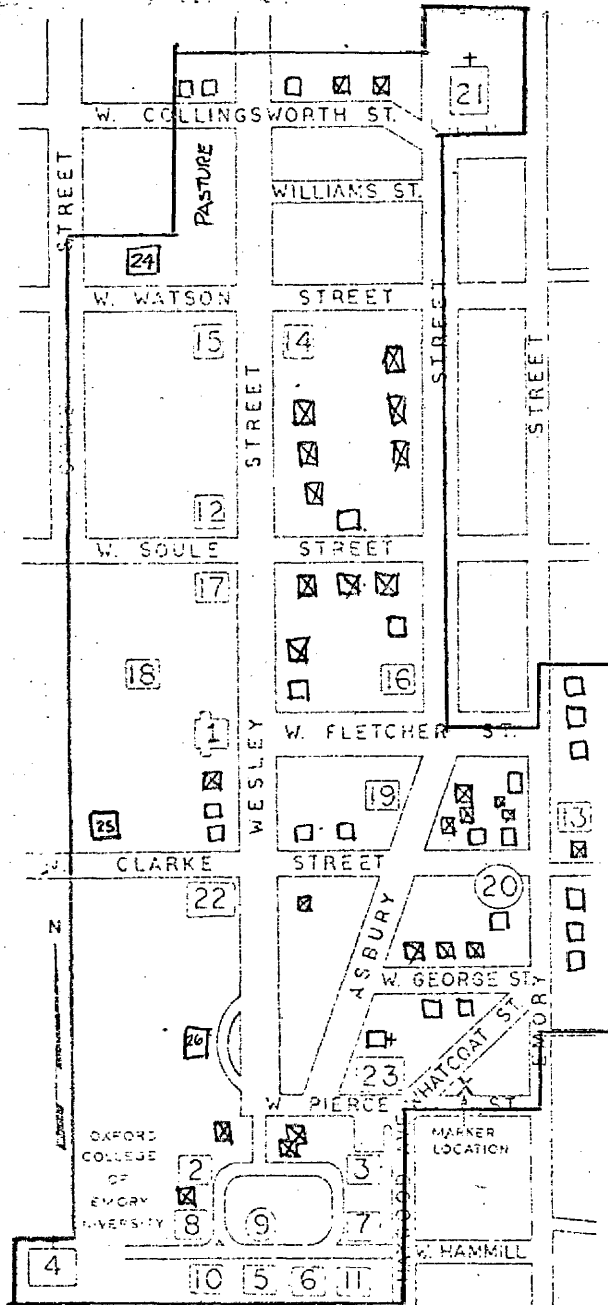 21
W. COLLINGSWORTH ST.
STREET
PASTURE
WILLIAMS ST.
24
W. WATSON STREET
15
14
STREET
STREET
STREET
12
W. SOULE STREET
17
18
16
1
W. FLETCHER ST.
WESLEY
19
25
13
CLARKE STREET
22
20
N
ASBURY
W. GEORGE ST.
EMORY
26
23
WHATCOAT ST.
W. PIERCE ST.
MARKER
LOCATION
OXFORD
COLLEGE
OF
EMORY
UNIVERSITY
2
3
8
9
7
W. HAMMILL
4
10
5
6
11